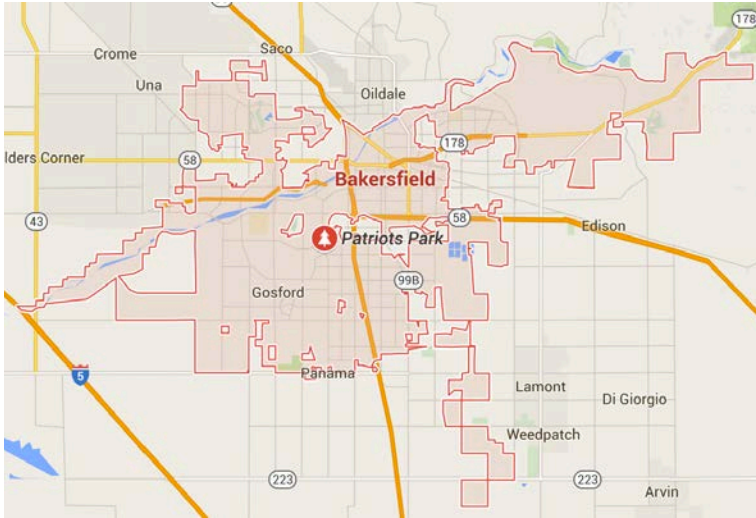 178
Saco
Crome
Una
Oildale
178
lders Corner
58
Bakersfield
43
58
Edison
Patriots Park
99B
Gosford
5
Panama
Lamont
Di Giorgio
Weedpatch
223
223
Arvin